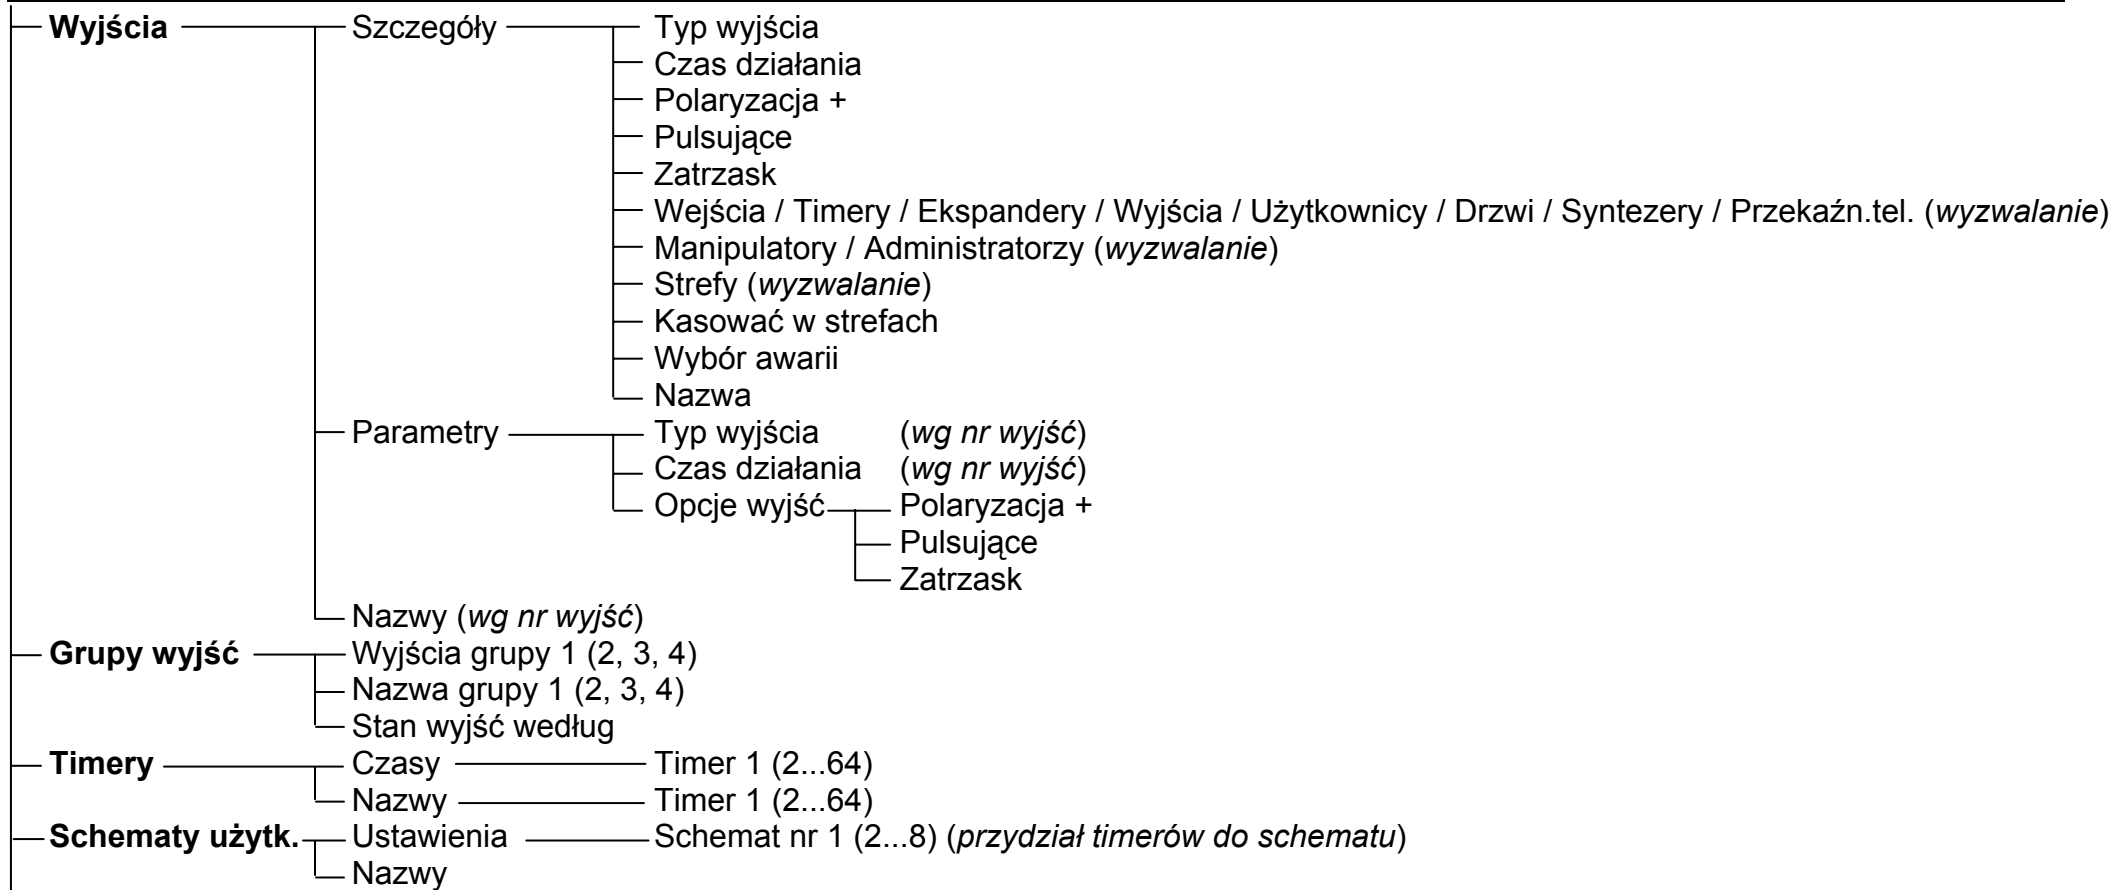 Wyjścia Szczegóły Typ wyjścia
Czas działania
Polaryzacja +
Pulsujące
Zatrzask
Wejścia / Timery / Ekspandery / Wyjścia / Użytkownicy / Drzwi / Syntezery / Przekaźn.tel. (wyzwalanie)
Manipulatory / Administratorzy (wyzwalanie)
Strefy (wyzwalanie)
Kasować w strefach
Wybór awarii
Nazwa
Parametry Typ wyjścia (wg nr wyjść)
Czas działania (wg nr wyjść)
Opcje wyjść Polaryzacja +
Pulsujące
Zatrzask
Nazwy (wg nr wyjść)
Grupy wyjść Wyjścia grupy 1 (2, 3, 4)
Nazwa grupy 1 (2, 3, 4)
Stan wyjść według
Timery Czasy Timer 1 (2...64)
Nazwy Timer 1 (2...64)
Schematy użytk. Ustawienia Schemat nr 1 (2...8) (przydział timerów do schematu)
Nazwy